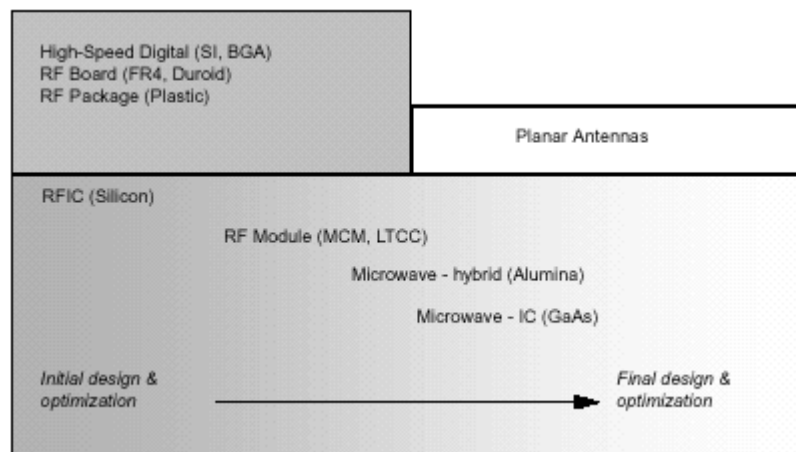 High-Speed Digital (SI, BGA)
RF Board (FR4, Duroid)
RF Package (Plastic)
Planar Antennas
RFIC (Silicon)
RF Module (MCM, LTCC)
Microwave - hybrid (Alumina)
Microwave - IC (GaAs)
Initial design &
optimization
Final design &
optimization